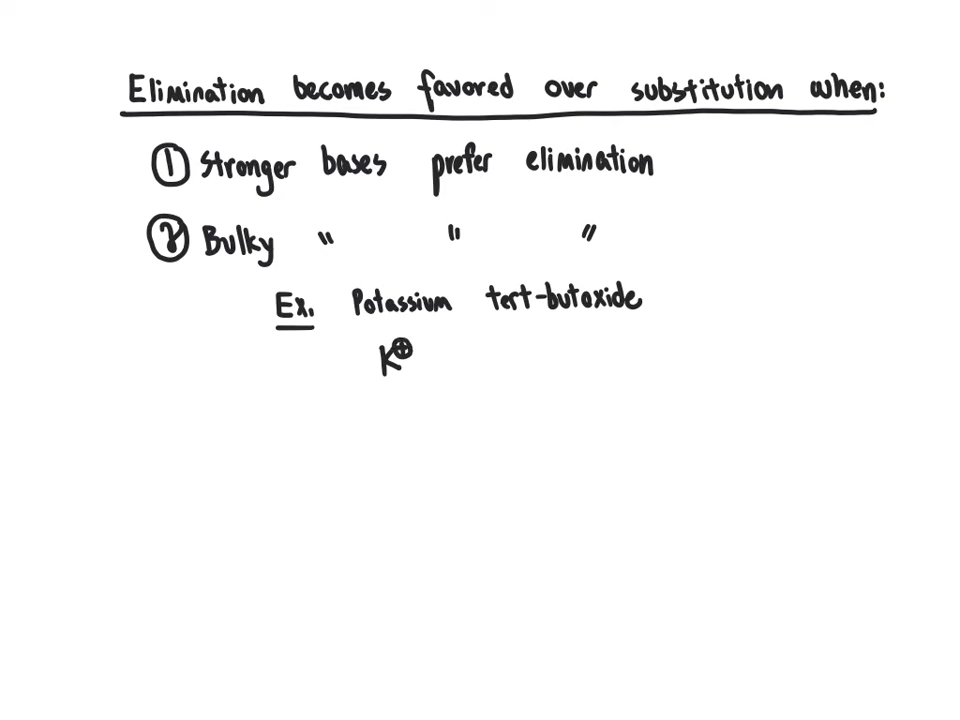 Elimination becomes favored over substitution when:
① Stronger bases prefer elimination
② Bulky " " "
Ex. Potassium tert-butoxide
K⊕